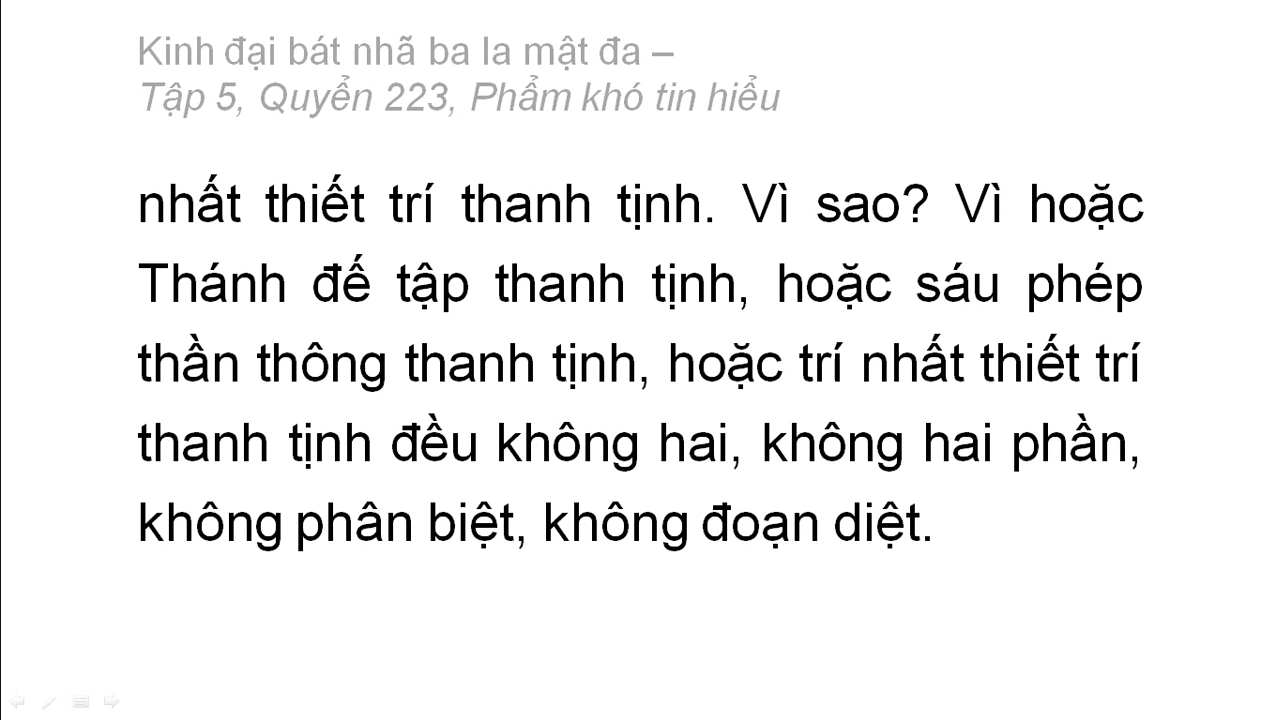 Kinh đại bát nhã ba la mật đa –
Tập 5, Quyển 223, Phẩm khó tin hiểu
nhất thiết trí thanh tịnh. Vì sao? Vì hoặc
Thánh đế tập thanh tịnh, hoặc sáu phép
thần thông thanh tịnh, hoặc trí nhất thiết trí
thanh tịnh đều không hai, không hai phần,
không phân biệt, không đoạn diệt.